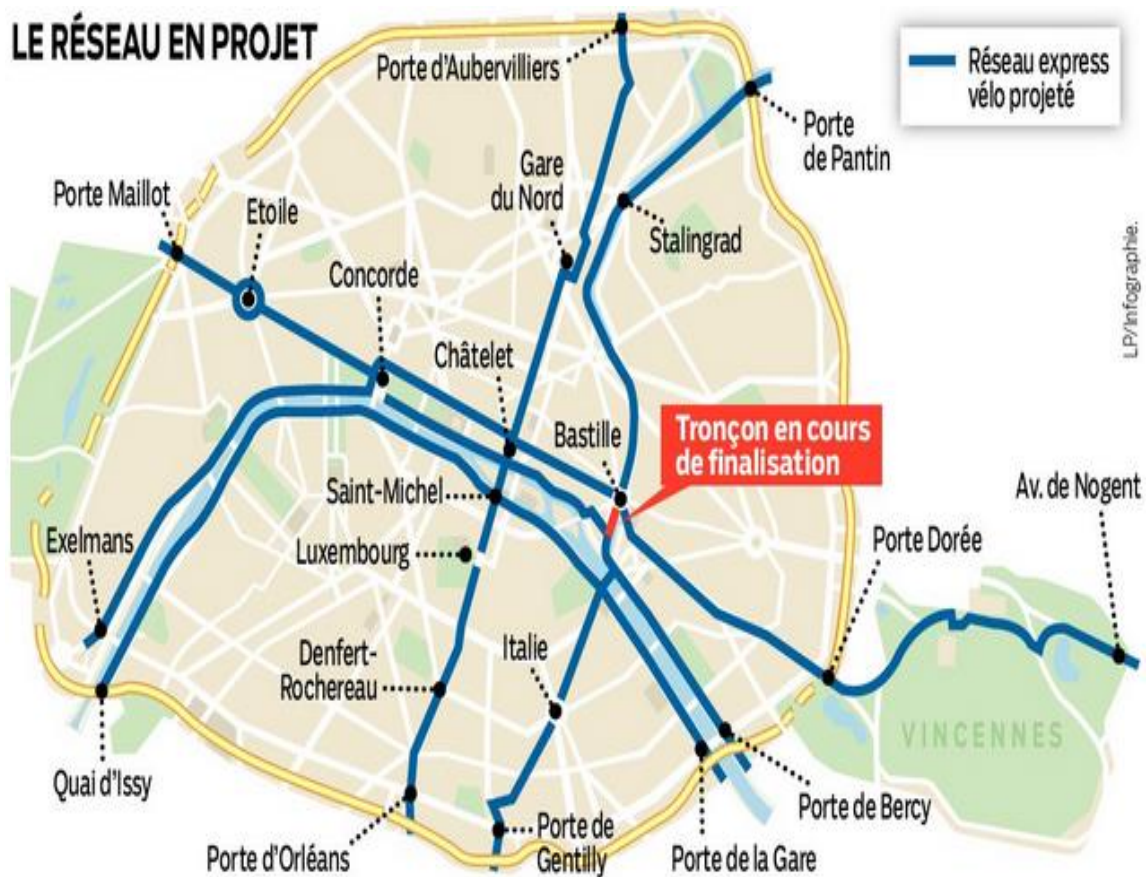 LE RÉSEAU EN PROJET
Réseau express
vélo projeté
Porte d'Aubervilliers
Porte
de Pantin
Gare
du Nord
Porte Maillot
Etoile
Stalingrad
Concorde
LP/Infographie.
Châtelet
Bastille
Tronçon en cours
de finalisation
Saint-Michel
Av. de Nogent
Exelmans
Luxembourg
Porte Dorée
Denfert-
Rochereau
Italie
VINCENNES
Quai d'Issy
Porte de Bercy
Porte d'Orléans
Porte de
Gentilly
Porte de la Gare